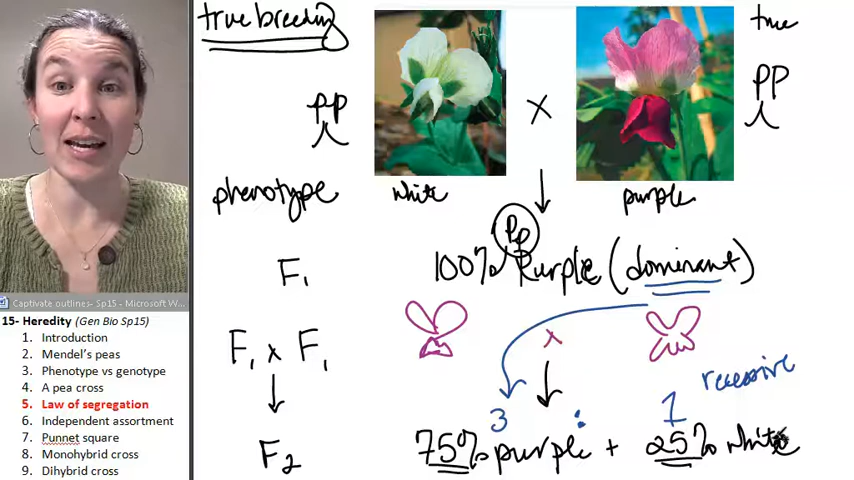 true breeding
true
pp
X
PP
phenotype
white
purple
Pp
F1
100% Purple (dominant)
F1 x F1
x
recessive
3 : 1
F2
75% purple + 25% white
Captivate outlines- Sp15 - Microsoft W...
15- Heredity (Gen Bio Sp15)
1. Introduction
2. Mendel's peas
3. Phenotype vs genotype
4. A pea cross
5. Law of segregation
6. Independent assortment
7. Punnet square
8. Monohybrid cross
9. Dihybrid cross